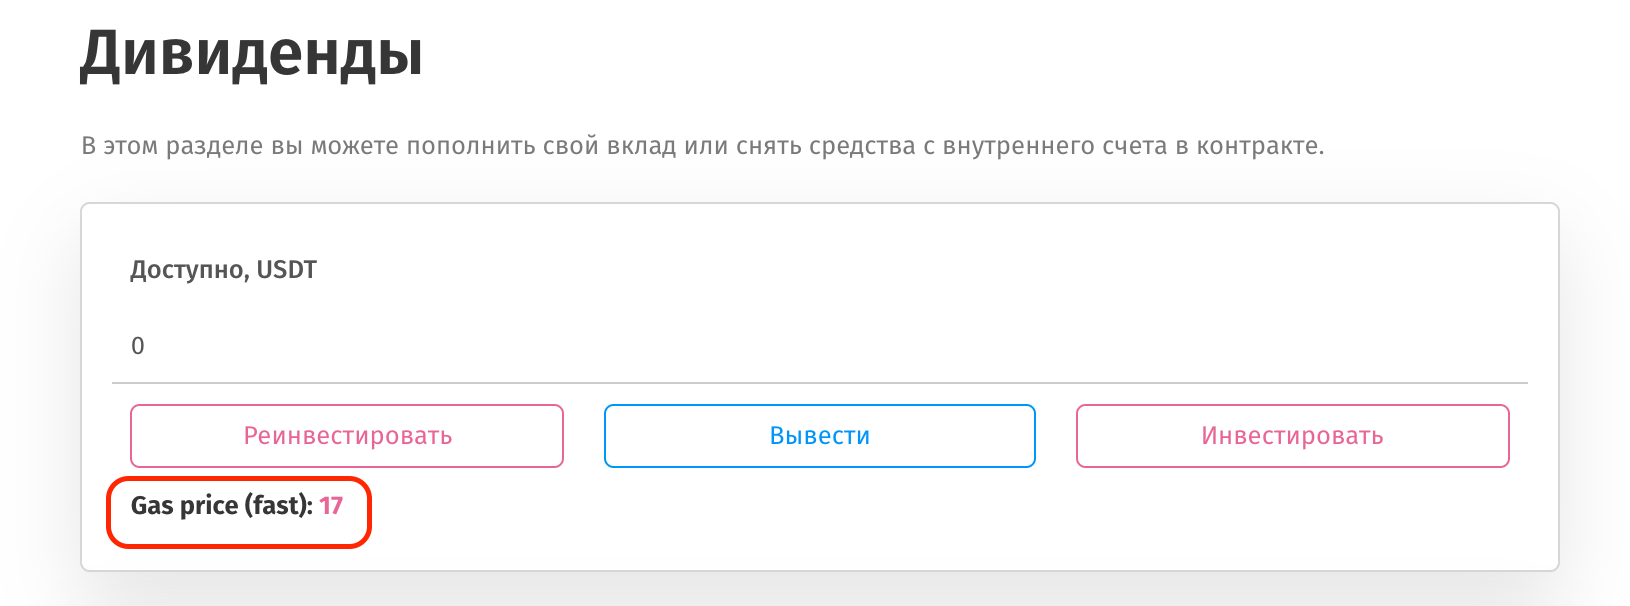 Дивиденды
В этом разделе вы можете пополнить свой вклад или снять средства с внутреннего счета в контракте.
Доступно, USDT
0
Реинвестировать
Вывести
Инвестировать
Gas price (fast): 17